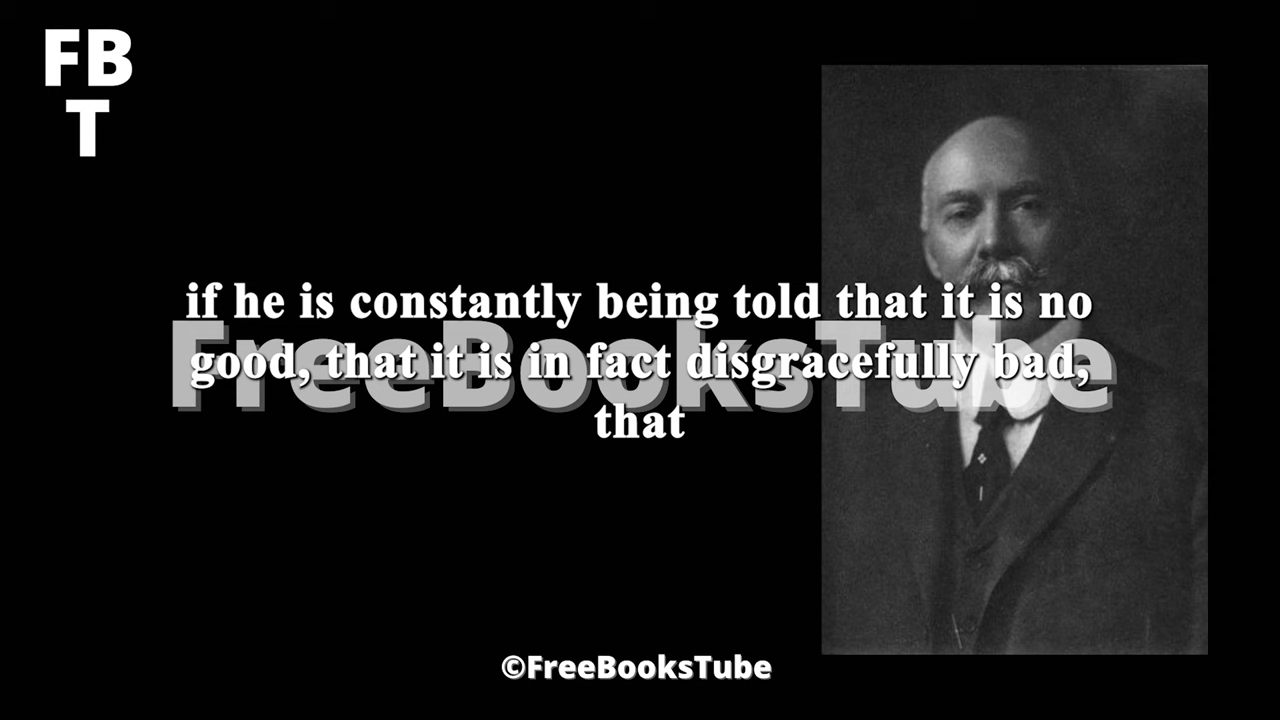 FB
T
if he is constantly being told that it is no
FreeBooksTube
good, that it is in fact disgracefully bad,
that
©FreeBooksTube